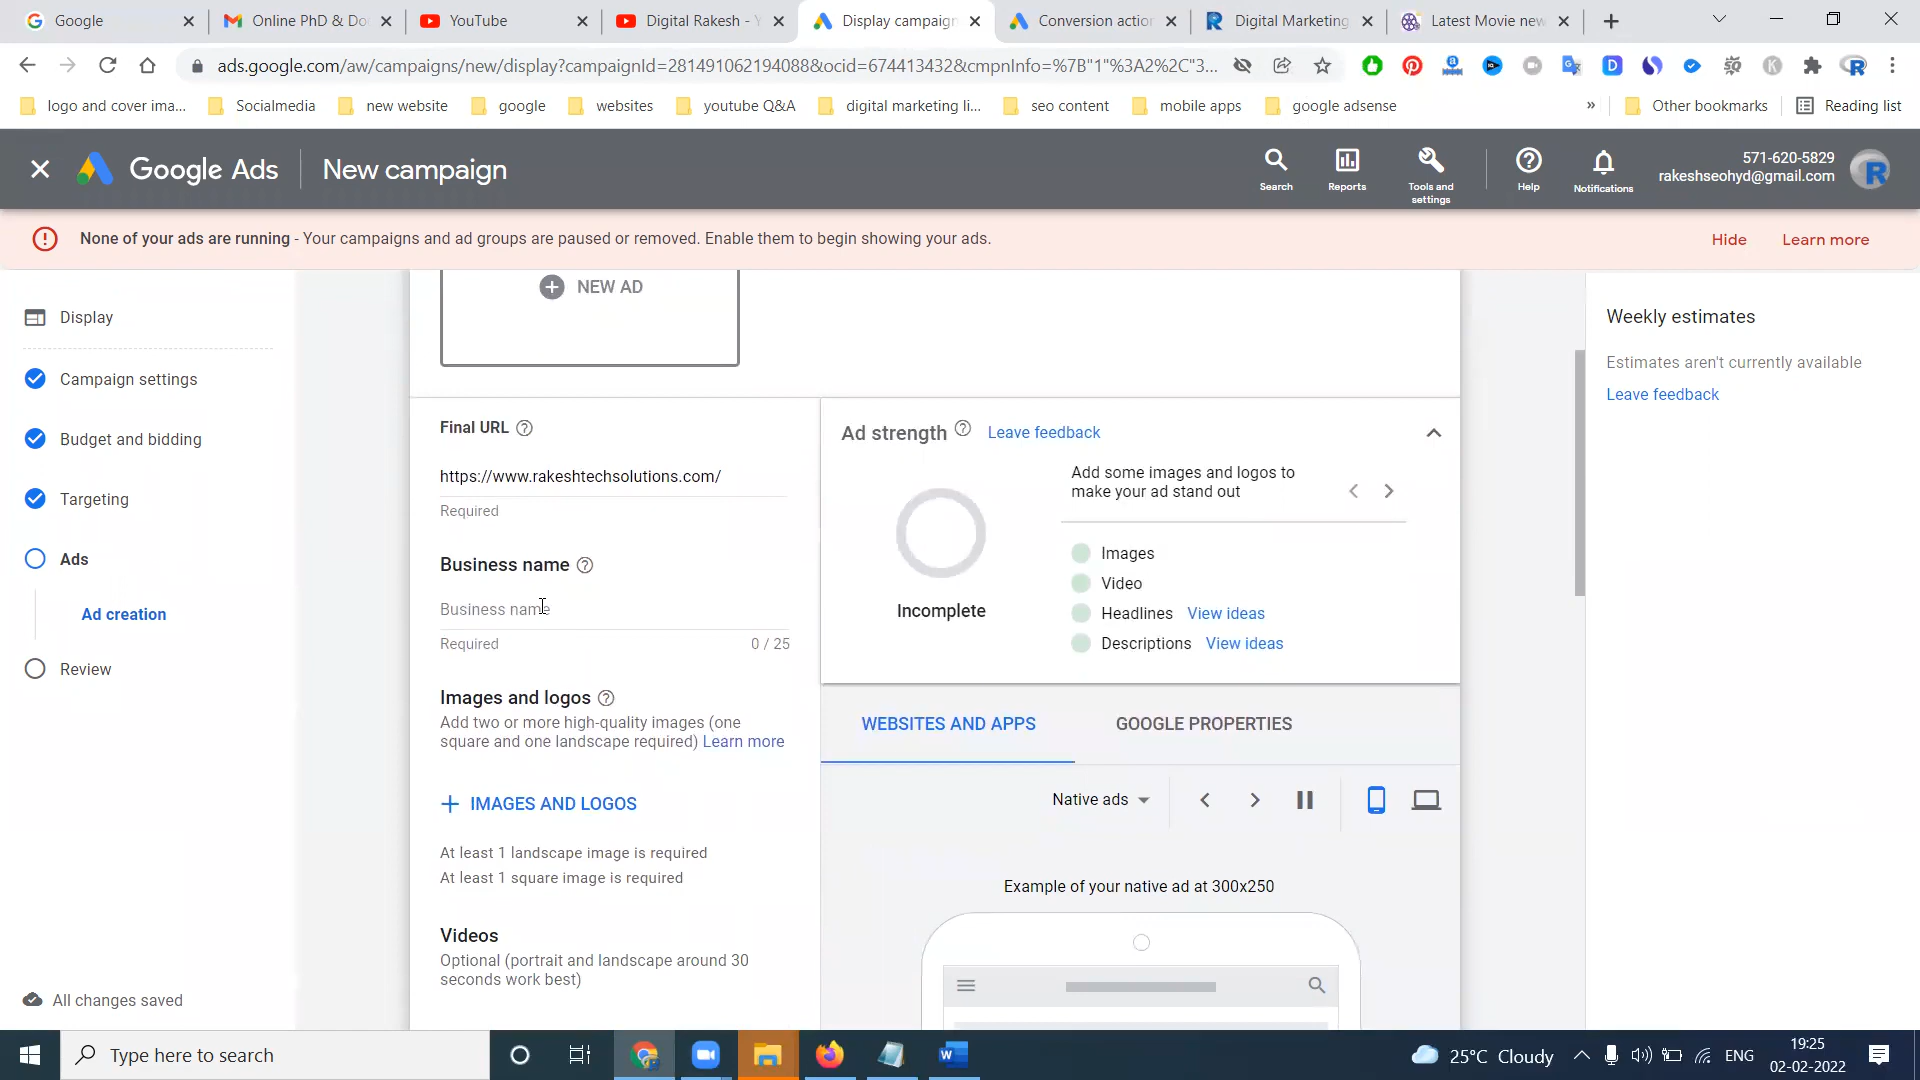 Google
Online PhD & Do
YouTube
Digital Rakesh - Y
Display campaign
Conversion action
Digital Marketing
Latest Movie new
ads.google.com/aw/campaigns/new/display?campaignId=281491062194088&ocid=674413432&cmpnInfo=%7B"1"%3A2%2C"3...
logo and cover ima...
Socialmedia
new website
google
websites
youtube Q&A
digital marketing li...
seo content
mobile apps
google adsense
»
Other bookmarks
Reading list
Google Ads
New campaign
Search
Reports
Tools and
settings
Help
Notifications
571-620-5829
rakeshseohyd@gmail.com
None of your ads are running - Your campaigns and ad groups are paused or removed. Enable them to begin showing your ads.
Hide
Learn more
Display
Campaign settings
Budget and bidding
Targeting
Ads
Ad creation
Review
All changes saved
NEW AD
Final URL
https://www.rakeshtechsolutions.com/
Required
Business name
Business name
Required
0 / 25
Images and logos
Add two or more high-quality images (one
square and one landscape required) Learn more
IMAGES AND LOGOS
At least 1 landscape image is required
At least 1 square image is required
Videos
Optional (portrait and landscape around 30
seconds work best)
Ad strength
Leave feedback
Incomplete
Add some images and logos to
make your ad stand out
Images
Video
Headlines View ideas
Descriptions View ideas
WEBSITES AND APPS
GOOGLE PROPERTIES
Native ads
Example of your native ad at 300x250
Weekly estimates
Estimates aren't currently available
Leave feedback
Type here to search
25°C Cloudy
ENG
19:25
02-02-2022